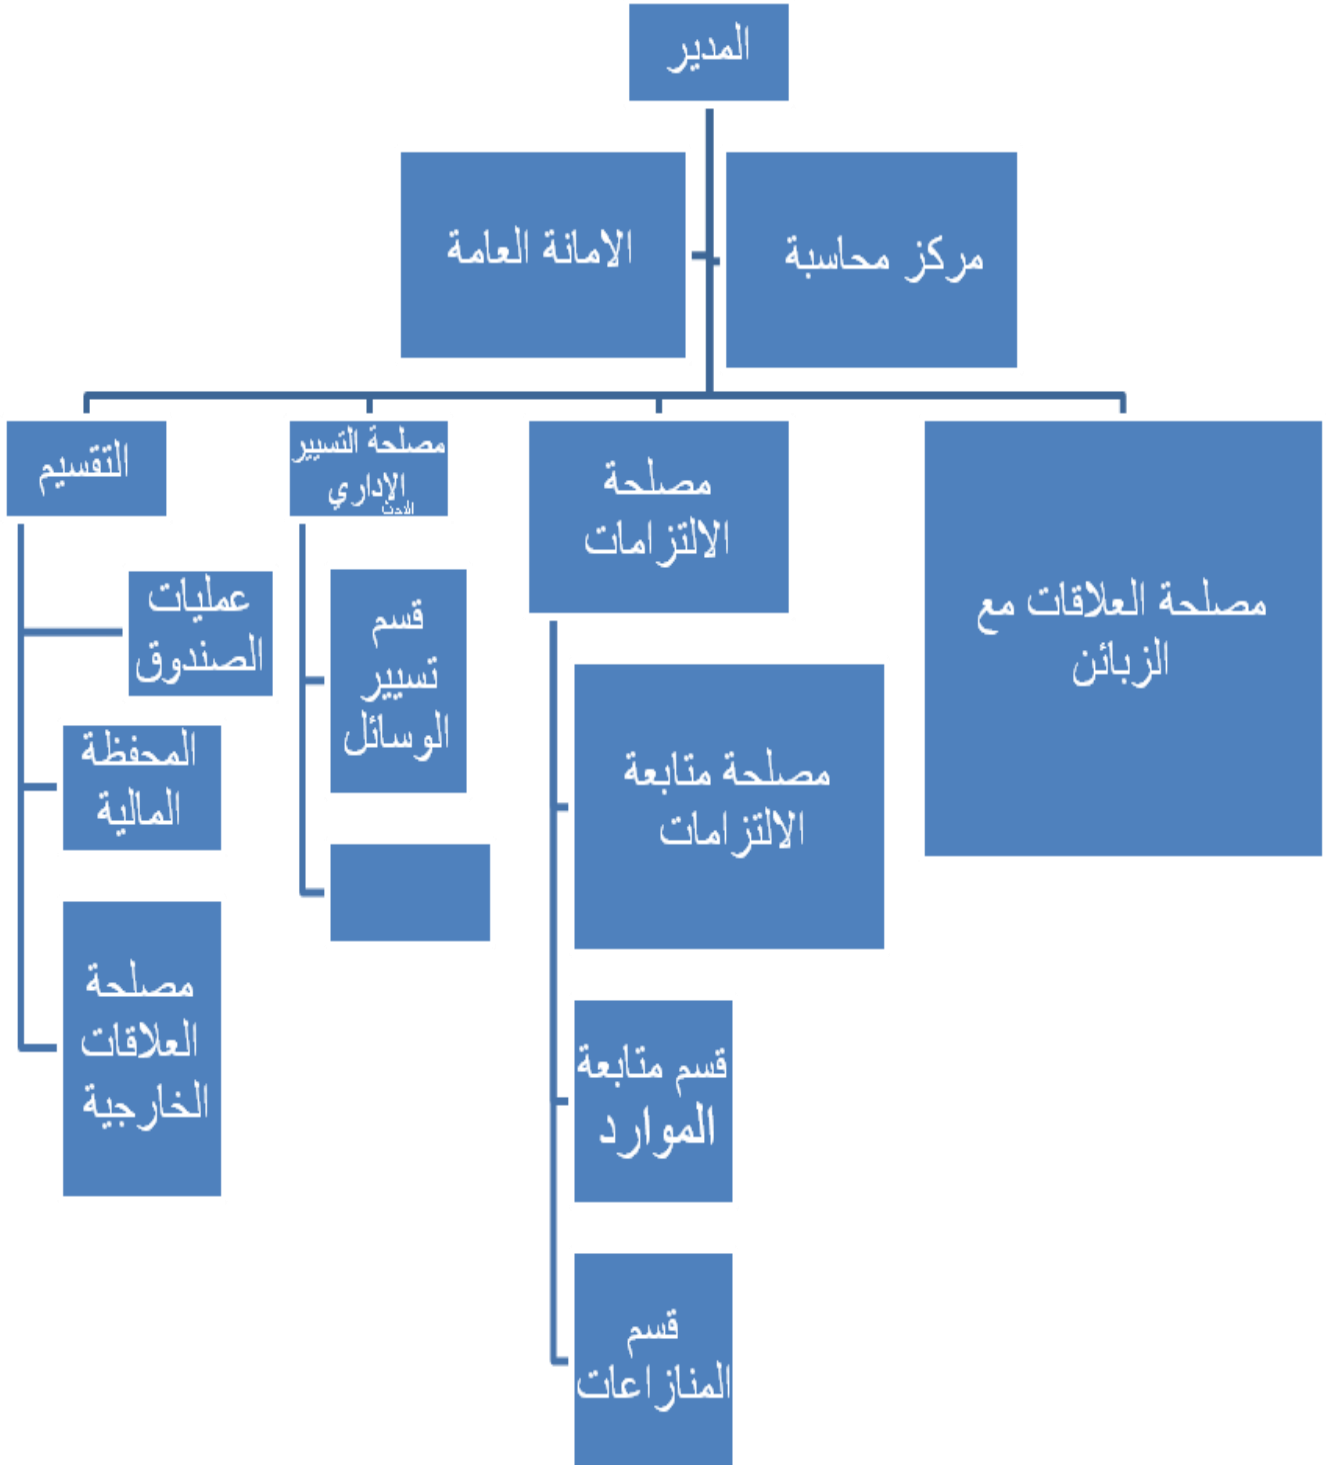 المدير
مركز محاسبة
الامانة العامة
مصلحة العلاقات مع
الزبائن
مصلحة
الالتزامات
مصلحة متابعة
الالتزامات
قسم متابعة
الموارد
قسم
المنازاعات
مصلحة التسيير
الإداري
قسم
تسيير
الوسائل
التقسيم
عمليات
الصندوق
المحفظة
المالية
مصلحة
العلاقات
الخارجية